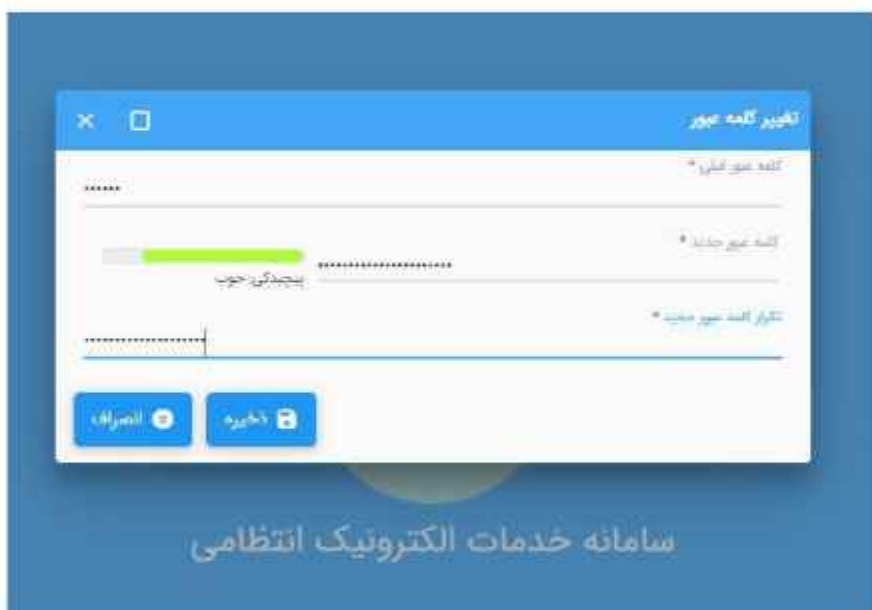 تغییر کلمه عبور
کلمه عبور قبلی *
••••••
کلمه عبور جدید *
پیچیدگی: خوب
تکرار کلمه عبور جدید *
ذخیره
انصراف
سامانه خدمات الکترونیک انتظامی